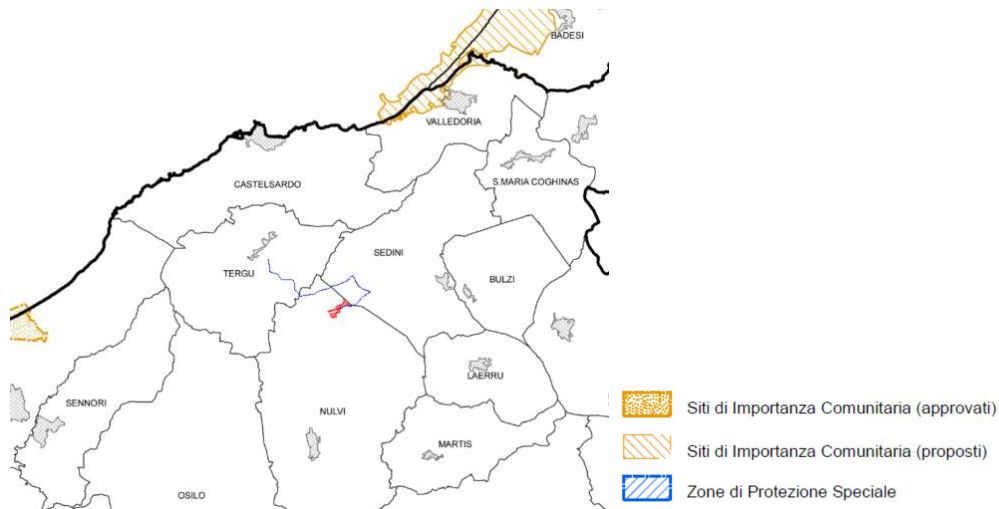 BADESI
VALLEDORIA
S.MARIA COGHINAS
CASTELSARDO
SEDINI
TERGU
BULZI
LAERRU
SENNORI
NULVI
MARTIS
OSILO
Siti di Importanza Comunitaria (approvati)
Siti di Importanza Comunitaria (proposti)
Zone di Protezione Speciale